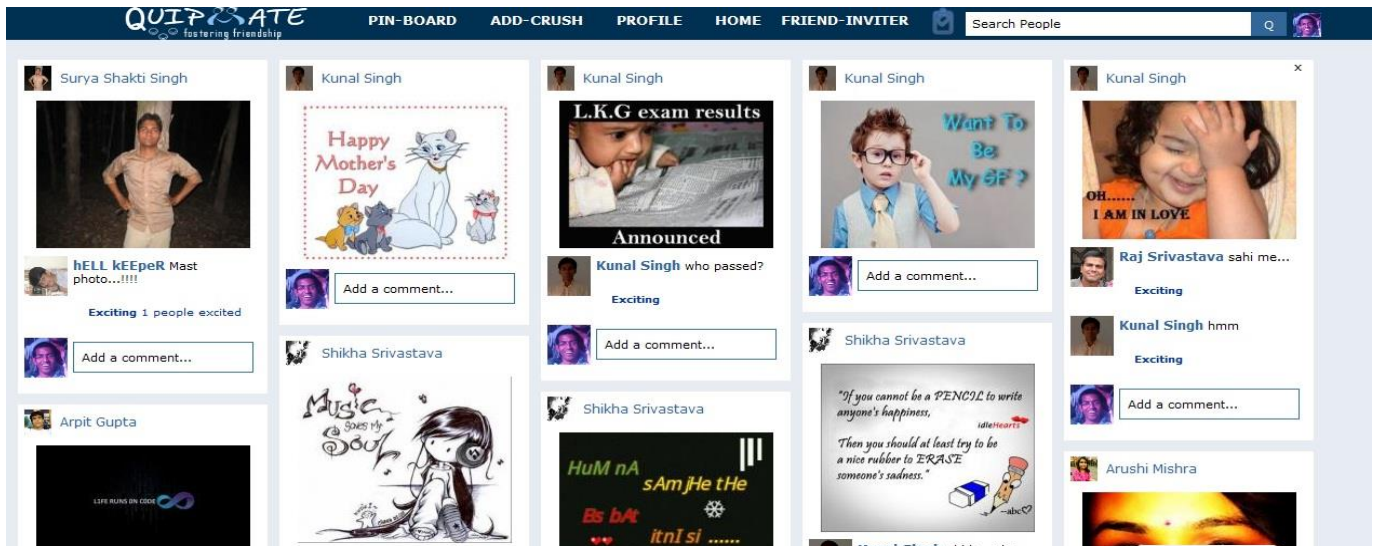 QUIPMATE
fostering friendship
PIN-BOARD
ADD-CRUSH
PROFILE
HOME
FRIEND-INVITER
Search People
Q
Surya Shakti Singh
hELL kEEpeR Mast
photo...!!!!
Exciting 1 people excited
Add a comment...
Arpit Gupta
LIFE RUNS ON CODE
Kunal Singh
Happy
Mother's
Day
Add a comment...
Shikha Srivastava
Music
Soul
Kunal Singh
L.K.G exam results
Announced
Kunal Singh who passed?
Exciting
Add a comment...
Shikha Srivastava
HuM nA
sAm jHe tHe
Bs bAt
itnI si ......
Kunal Singh
Want To
Be
My GF ?
Add a comment...
Shikha Srivastava
"If you cannot be a PENCIL to write
anyone's happiness,
idleHearts
Then you should at least try to be
a nice rubber to ERASE
someone's sadness."
~abc
Kunal Singh
x
OH......
I AM IN LOVE
Raj Srivastava sahi me...
Exciting
Kunal Singh hmm
Exciting
Add a comment...
Arushi Mishra